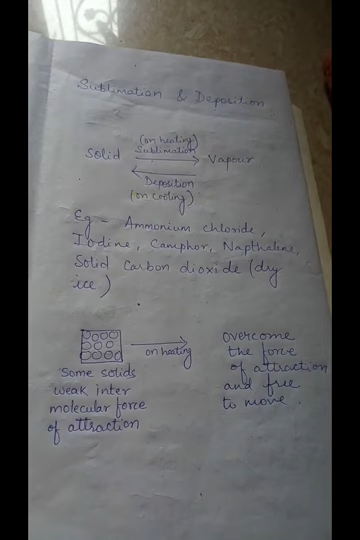 Sublimation & Deposition
(on heating)
Solid Sublimation Vapour
Deposition
(on cooling)
Eg - Ammonium chloride,
Iodine, Camphor, Napthalene,
Solid Carbon dioxide (dry
ice)
on heating
Some solids
weak inter
molecular force
of attraction
overcome
the force
of attraction
and free
to move.